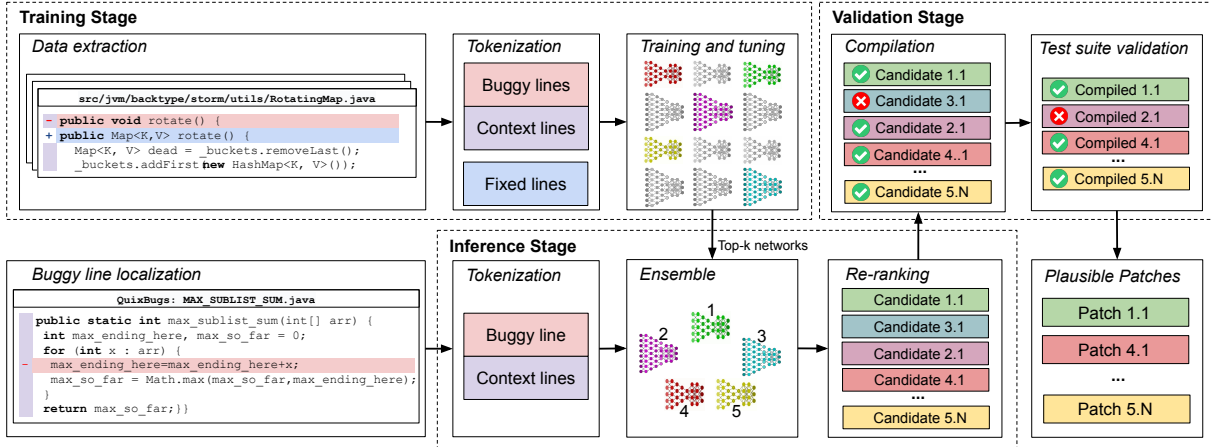 Training Stage
Data extraction
src/jvm/backtype/storm/utils/RotatingMap.java
- public void rotate() {
+ public Map<K,V> rotate() {
Map<K, V> dead = _buckets.removeLast();
_buckets.addFirst(new HashMap<K, V>());
Tokenization
Buggy lines
Context lines
Fixed lines
Training and tuning
Validation Stage
Compilation
Candidate 1.1
Candidate 3.1
Candidate 2.1
Candidate 4..1
...
Candidate 5.N
Test suite validation
Compiled 1.1
Compiled 2.1
Compiled 4.1
...
Compiled 5.N
Buggy line localization
QuixBugs: MAX_SUBLIST_SUM.java
public static int max_sublist_sum(int[] arr) {
int max_ending_here, max_so_far = 0;
for (int x : arr) {
- max_ending_here=max_ending_here+x;
max_so_far = Math.max(max_so_far,max_ending_here);
}
return max_so_far;}}
Inference Stage
Top-k networks
Tokenization
Buggy line
Context lines
Ensemble
1
2
3
4
5
Re-ranking
Candidate 1.1
Candidate 3.1
Candidate 2.1
Candidate 4.1
...
Candidate 5.N
Plausible Patches
Patch 1.1
Patch 4.1
...
Patch 5.N